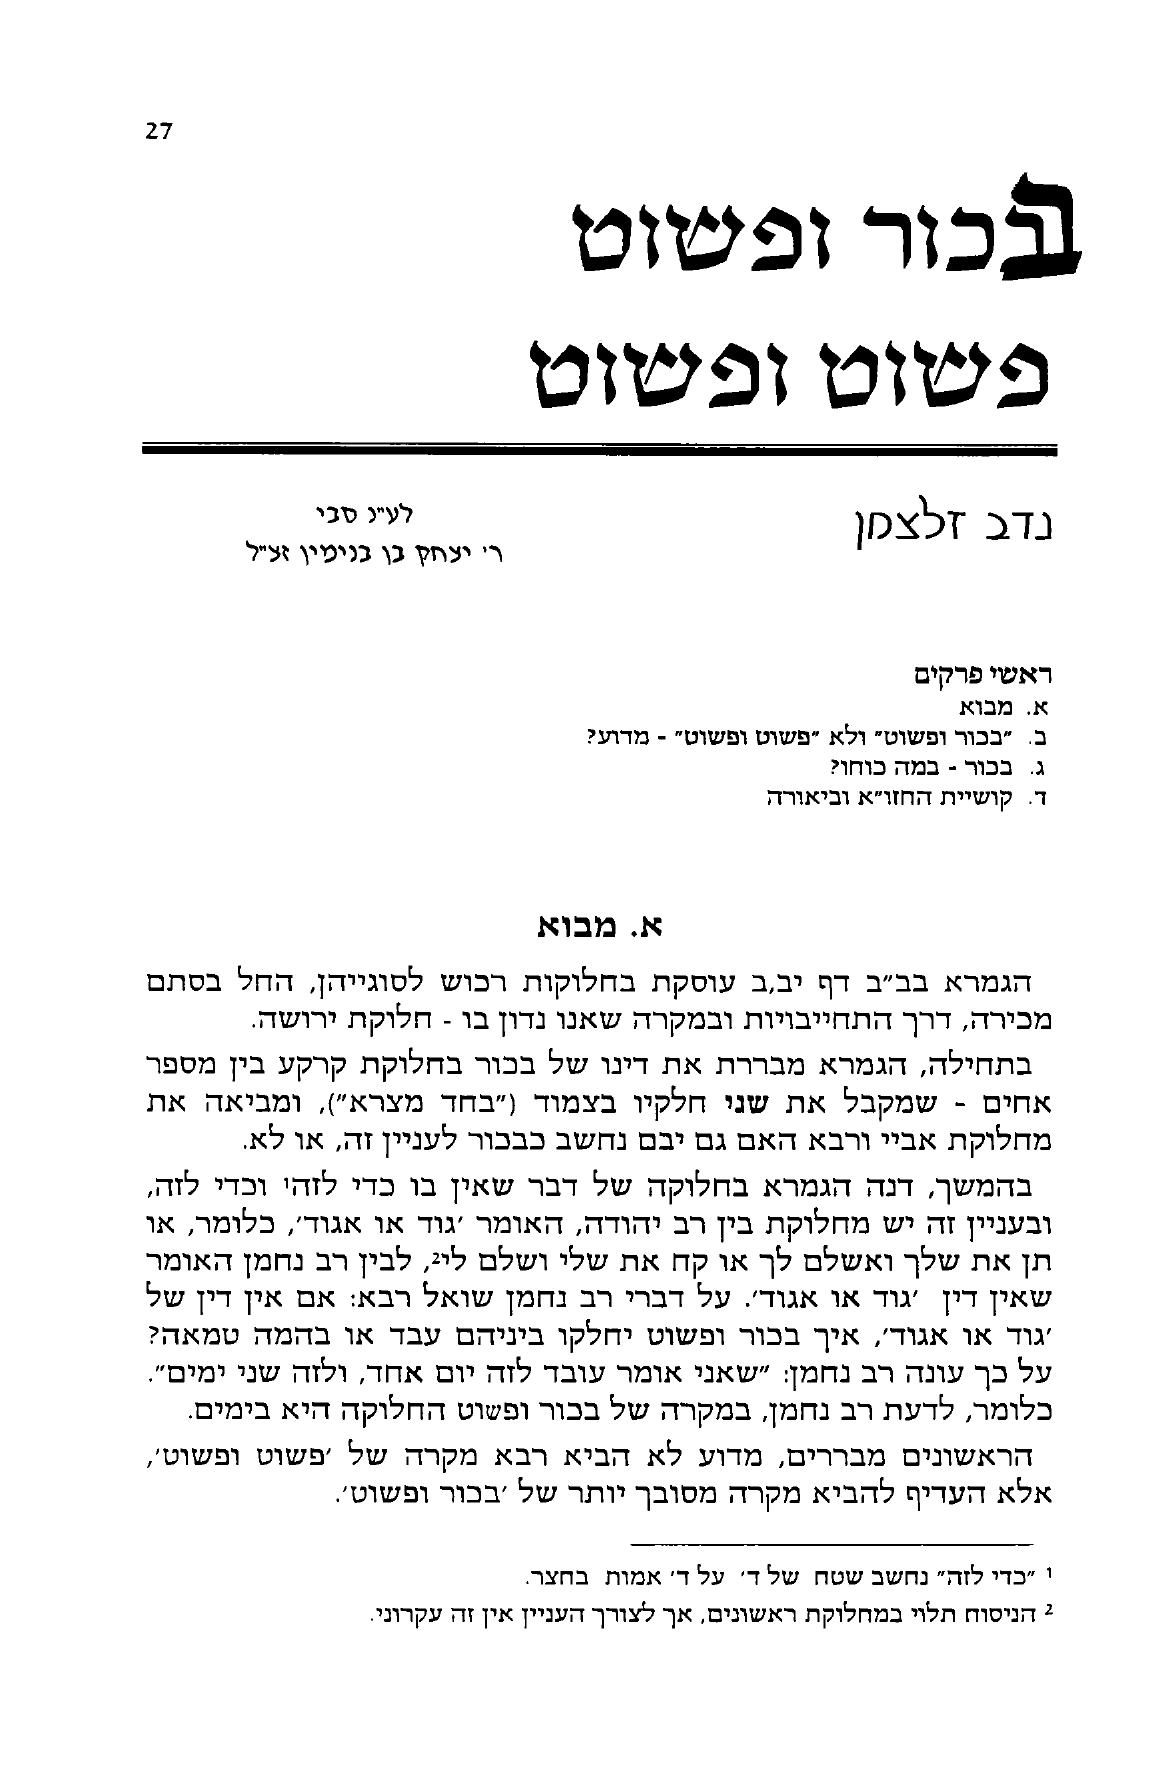 27
בכור ופשוט
פשוט ופשוט
נדב זלצמן
לע"נ סבי
ר' יצחק בן בנימין זצ"ל
ראשי פרקים
א. מבוא
ב. "בכור ופשוט" ולא "פשוט ופשוט" - מדוע?
ג. בכור - במה כוחו?
ד. קושיית החזו"א וביאורה
א. מבוא
הגמרא בב"ב דף יב,ב עוסקת בחלוקות רכוש לסוגייהן, החל בסתם
מכירה, דרך התחייבויות ובמקרה שאנו נדון בו - חלוקת ירושה.
בתחילה, הגמרא מבררת את דינו של בכור בחלוקת קרקע בין מספר
אחים - שמקבל את שני חלקיו בצמוד ("בחד מצרא"), ומביאה את
מחלוקת אביי ורבא האם גם יבם נחשב כבכור לעניין זה, או לא.
בהמשך, דנה הגמרא בחלוקה של דבר שאין בו כדי לזה¹ וכדי לזה,
ובעניין זה יש מחלוקת בין רב יהודה, האומר 'גוד או אגוד', כלומר, או
תן את שלך ואשלם לך או קח את שלי ושלם לי², לבין רב נחמן האומר
שאין דין 'גוד או אגוד'. על דברי רב נחמן שואל רבא: אם אין דין של
'גוד או אגוד', איך בכור ופשוט יחלקו ביניהם עבד או בהמה טמאה?
על כך עונה רב נחמן: "שאני אומר עובד לזה יום אחד, ולזה שני ימים".
כלומר, לדעת רב נחמן, במקרה של בכור ופשוט החלוקה היא בימים.
הראשונים מבררים, מדוע לא הביא רבא מקרה של 'פשוט ופשוט',
אלא העדיף להביא מקרה מסובך יותר של 'בכור ופשוט'.
¹ "כדי לזה" נחשב שטח של ד' על ד' אמות בחצר.
² הניסוח תלוי במחלוקת ראשונים, אך לצורך העניין אין זה עקרוני.